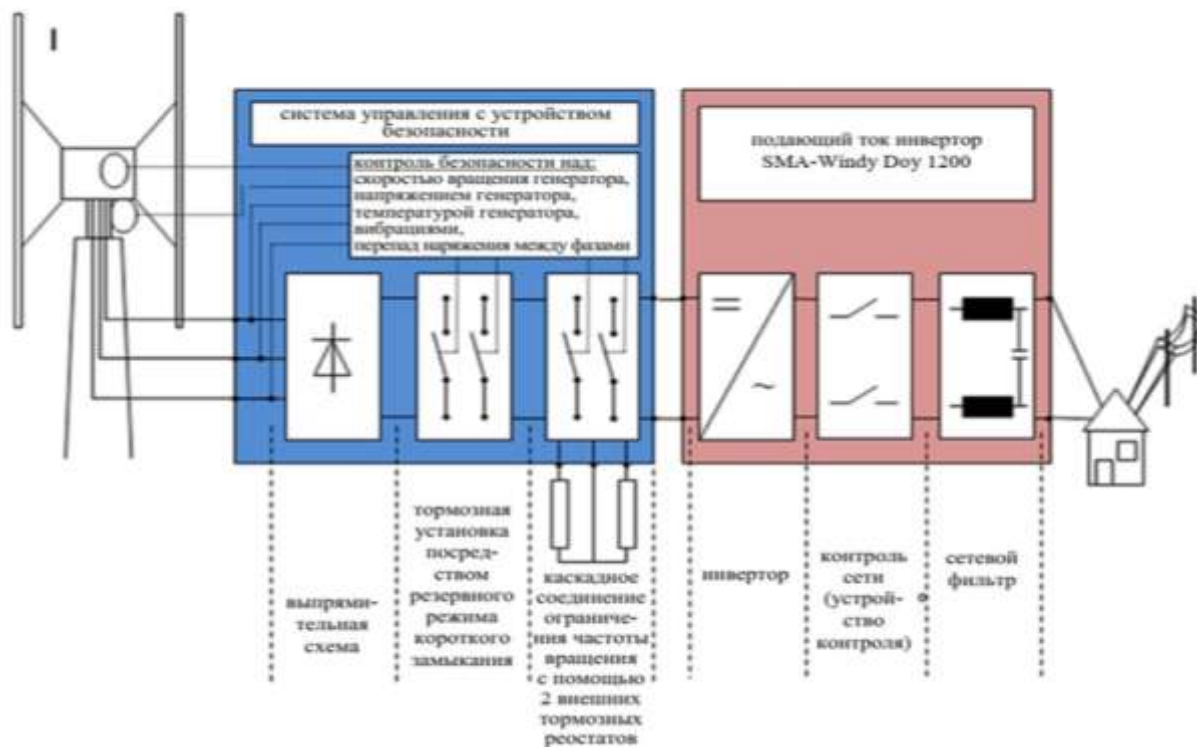 I
система управления с устройством
безопасности
контроль безопасности над:
скоростью вращения генератора,
напряжением генератора,
температурой генератора,
вибрациями,
перепад наряжения между фазами
подающий ток инвертор
SMA-Windy Doy 1200
=
~
выпрями-
тельная
схема
тормозная
установка
посред-
ством
резервного
режима
короткого
замыкания
каскадное
соединение
ограниче-
ния частоты
вращения
с помощью
2 внешних
тормозных
реостатов
инвертор
контроль
сети
(устрой-
ство
контроля)
сетевой
фильтр